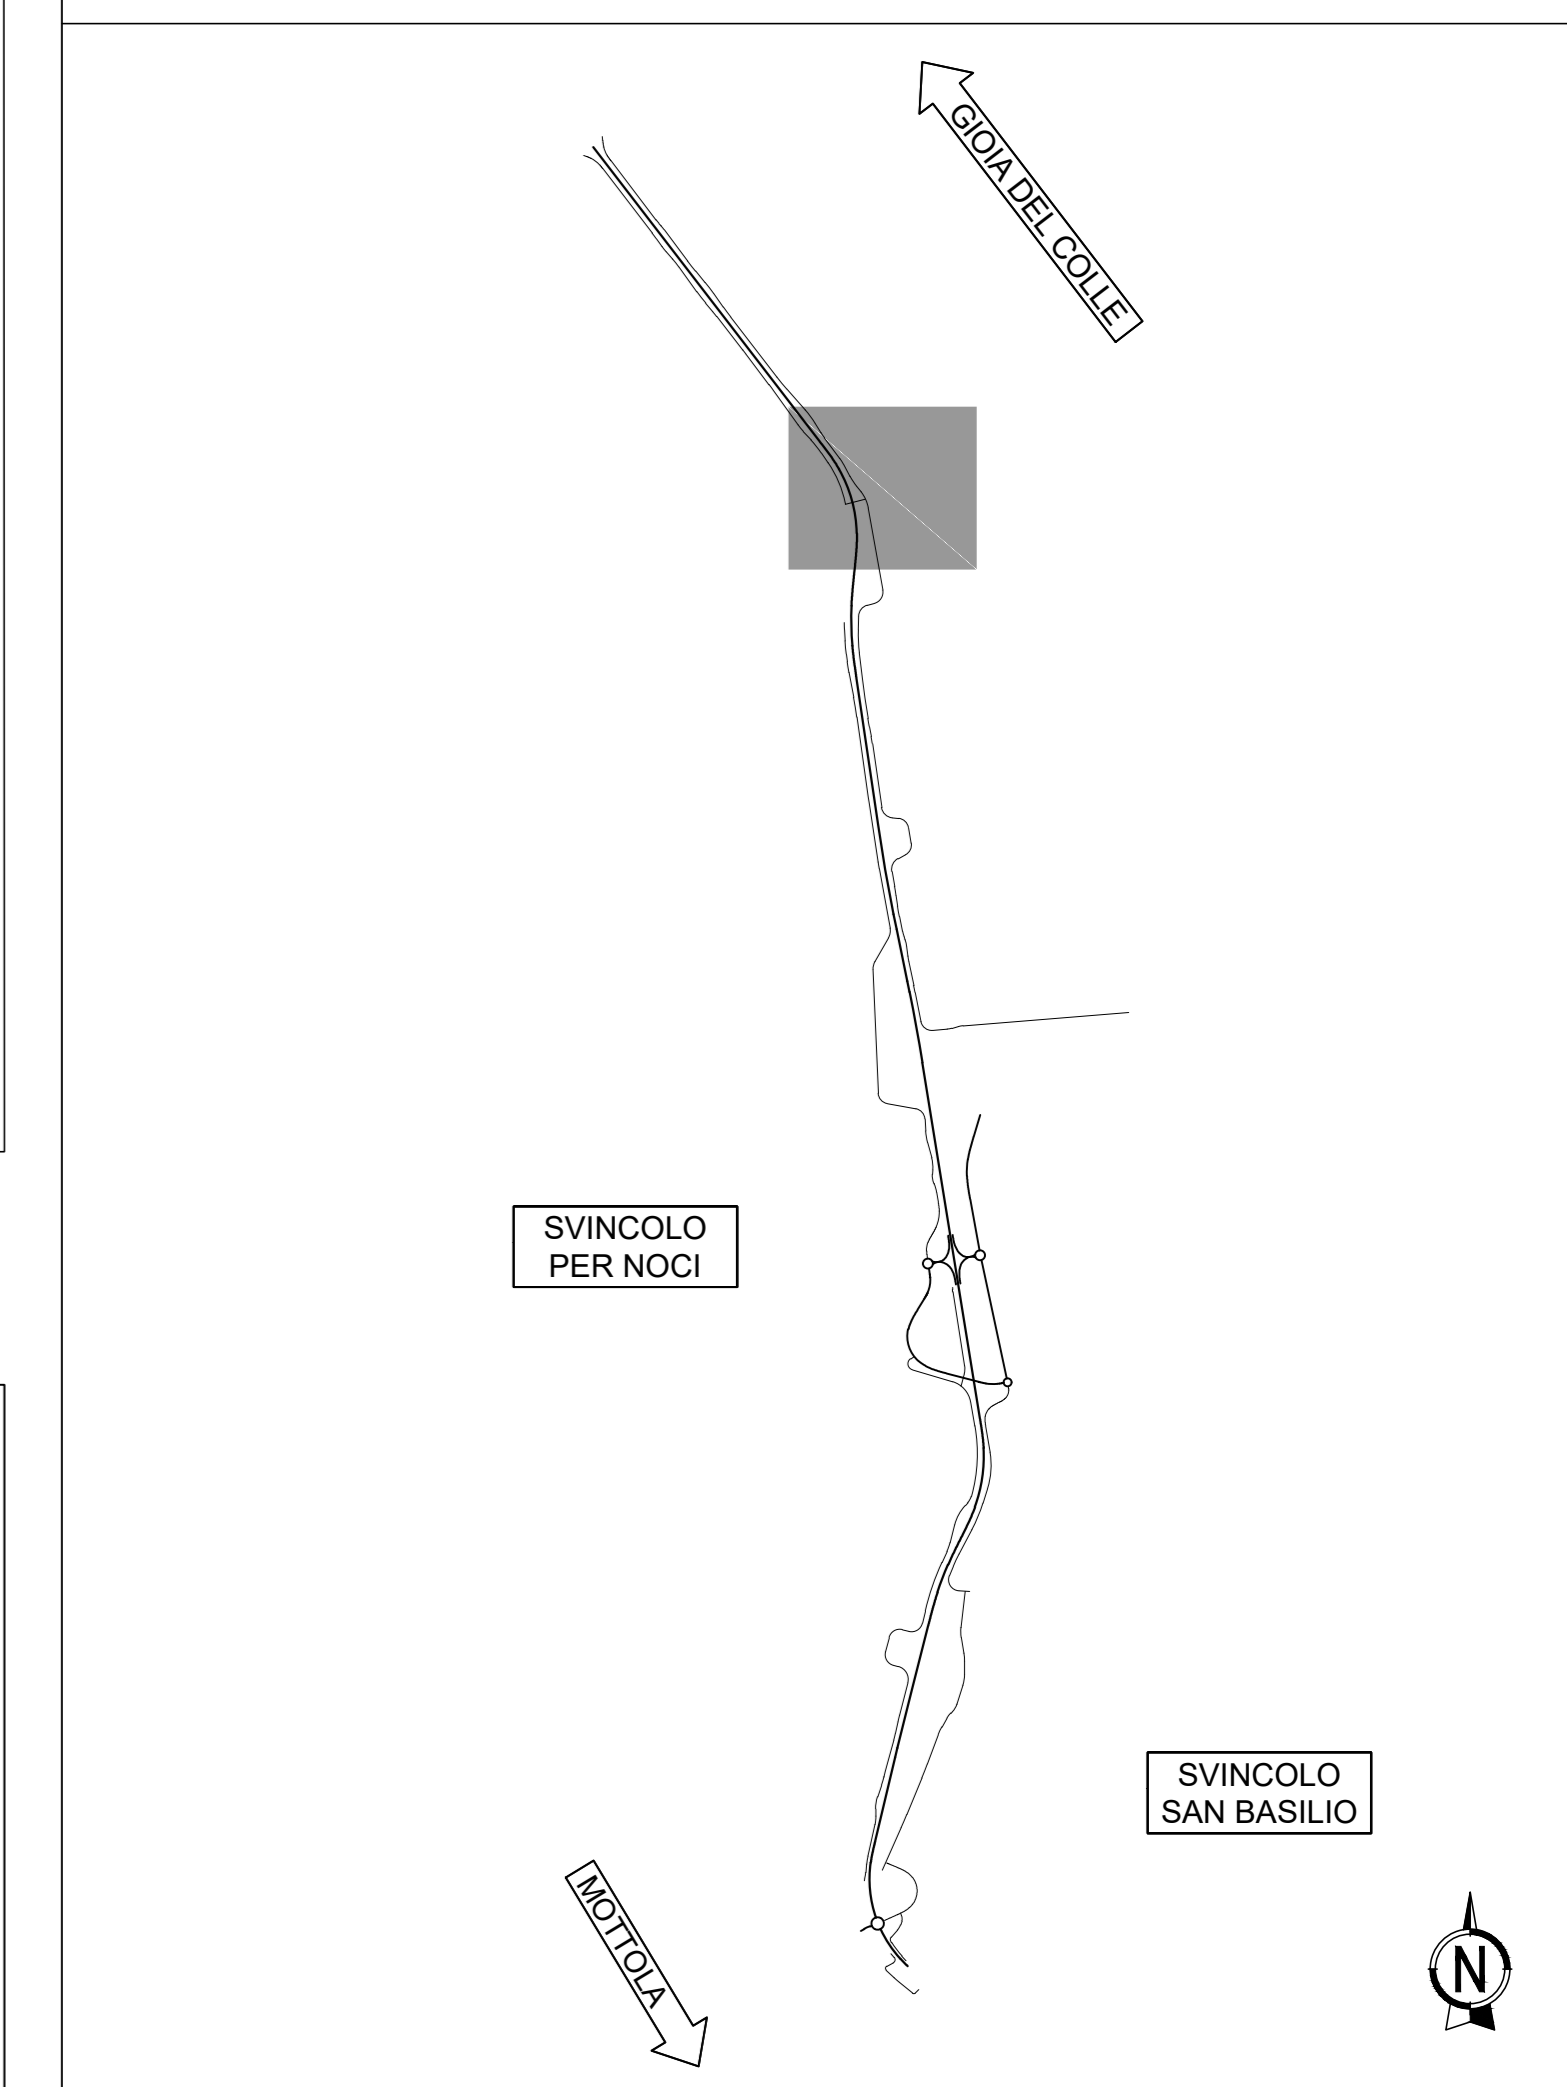 GIOIA DEL COLLE
SVINCOLO
PER NOCI
SVINCOLO
SAN BASILIO
MOTTOLA
N